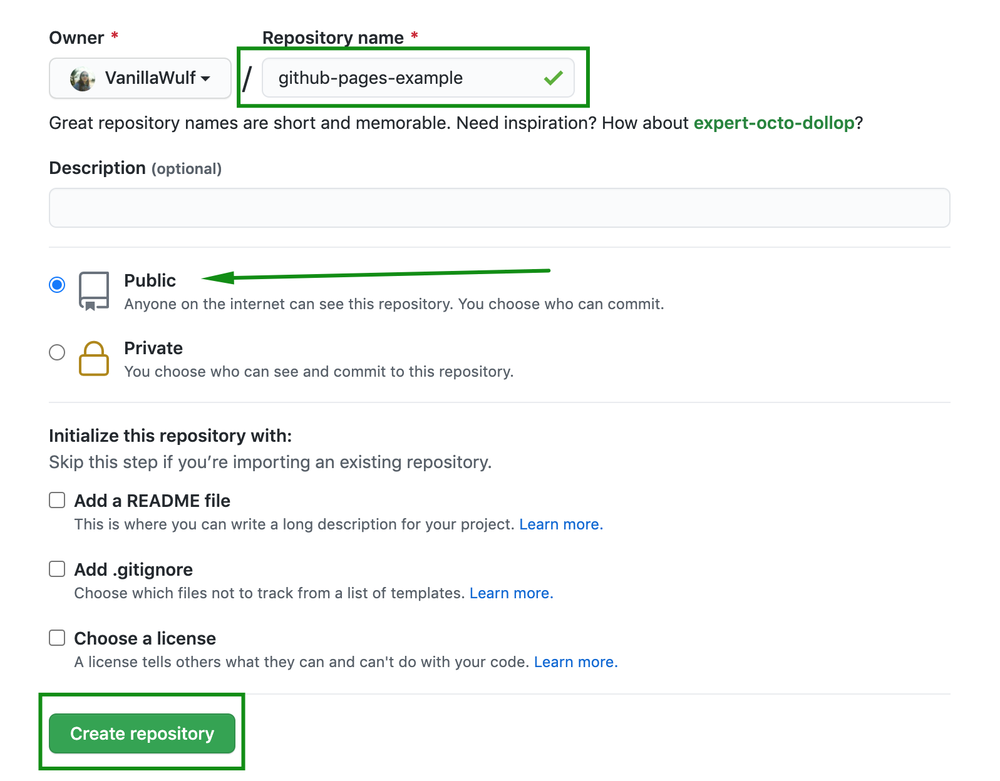 Owner *
Repository name *
VanillaWulf
/
github-pages-example
Great repository names are short and memorable. Need inspiration? How about expert-octo-dollop?
Description (optional)
Public
Anyone on the internet can see this repository. You choose who can commit.
Private
You choose who can see and commit to this repository.
Initialize this repository with:
Skip this step if you’re importing an existing repository.
Add a README file
This is where you can write a long description for your project. Learn more.
Add .gitignore
Choose which files not to track from a list of templates. Learn more.
Choose a license
A license tells others what they can and can't do with your code. Learn more.
Create repository